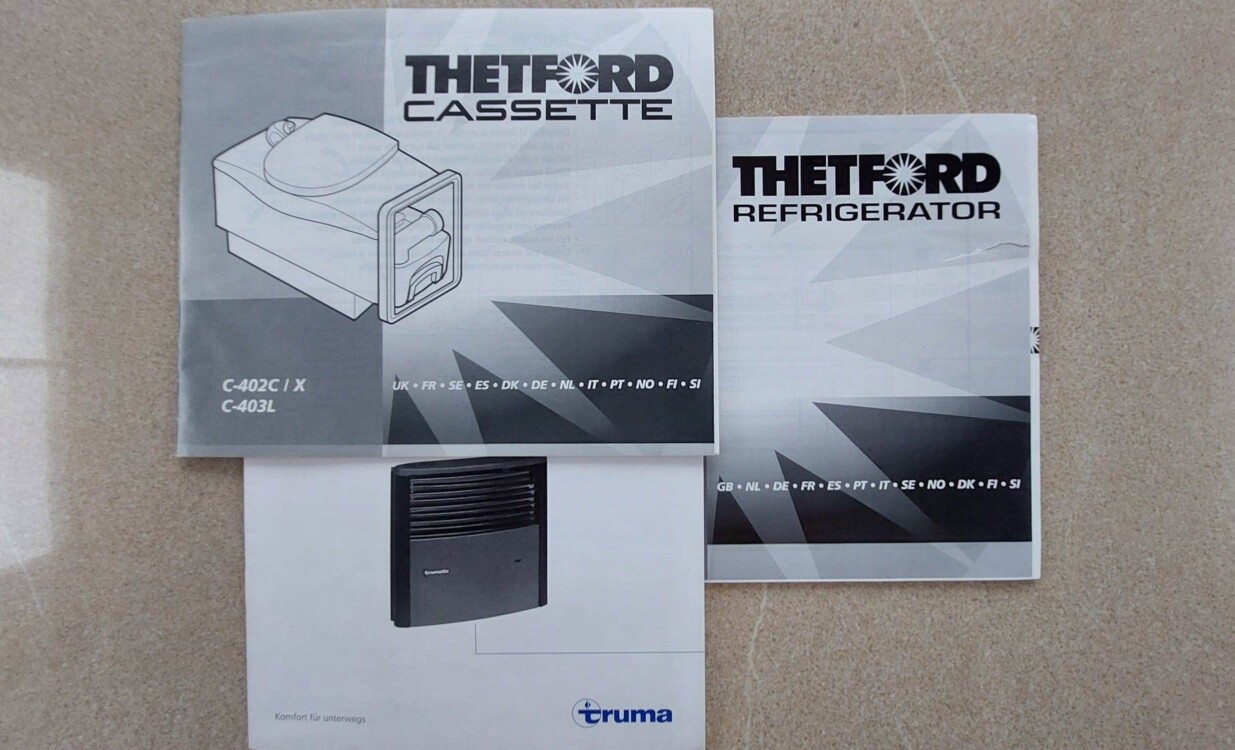 THETFORD
CASSETTE
C-402C / X
C-403L
UK • FR • SE • ES • DK • DE • NL • IT • PT • NO • FI • SI
THETFORD
REFRIGERATOR
GB • NL • DE • FR • ES • PT • IT • SE • NO • DK • FI • SI
Komfort für unterwegs
truma